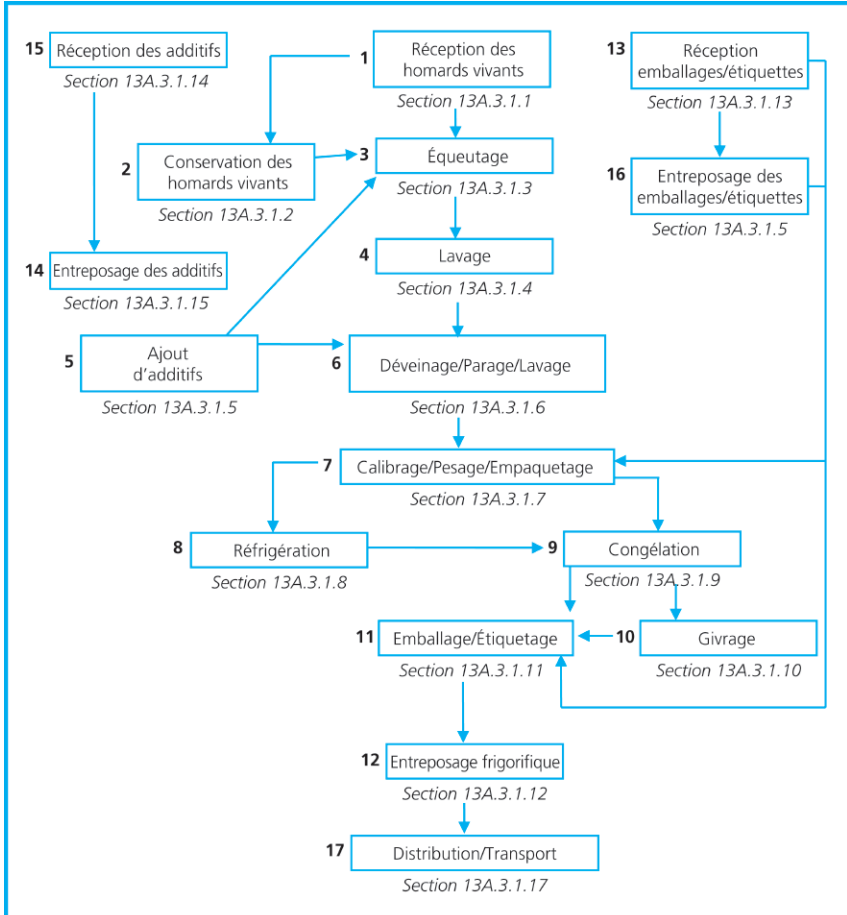 15 Réception des additifs
Section 13A.3.1.14
1 Réception des
homards vivants
Section 13A.3.1.1
13 Réception
emballages/étiquettes
Section 13A.3.1.13
2 Conservation des
homards vivants
Section 13A.3.1.2
3 Équeutage
Section 13A.3.1.3
16 Entreposage des
emballages/étiquettes
Section 13A.3.1.5
14 Entreposage des additifs
Section 13A.3.1.15
4 Lavage
Section 13A.3.1.4
5 Ajout
d'additifs
Section 13A.3.1.5
6 Déveinage/Parage/Lavage
Section 13A.3.1.6
7 Calibrage/Pesage/Empaquetage
Section 13A.3.1.7
8 Réfrigération
Section 13A.3.1.8
9 Congélation
Section 13A.3.1.9
11 Emballage/Étiquetage
Section 13A.3.1.11
10 Givrage
Section 13A.3.1.10
12 Entreposage frigorifique
Section 13A.3.1.12
17 Distribution/Transport
Section 13A.3.1.17